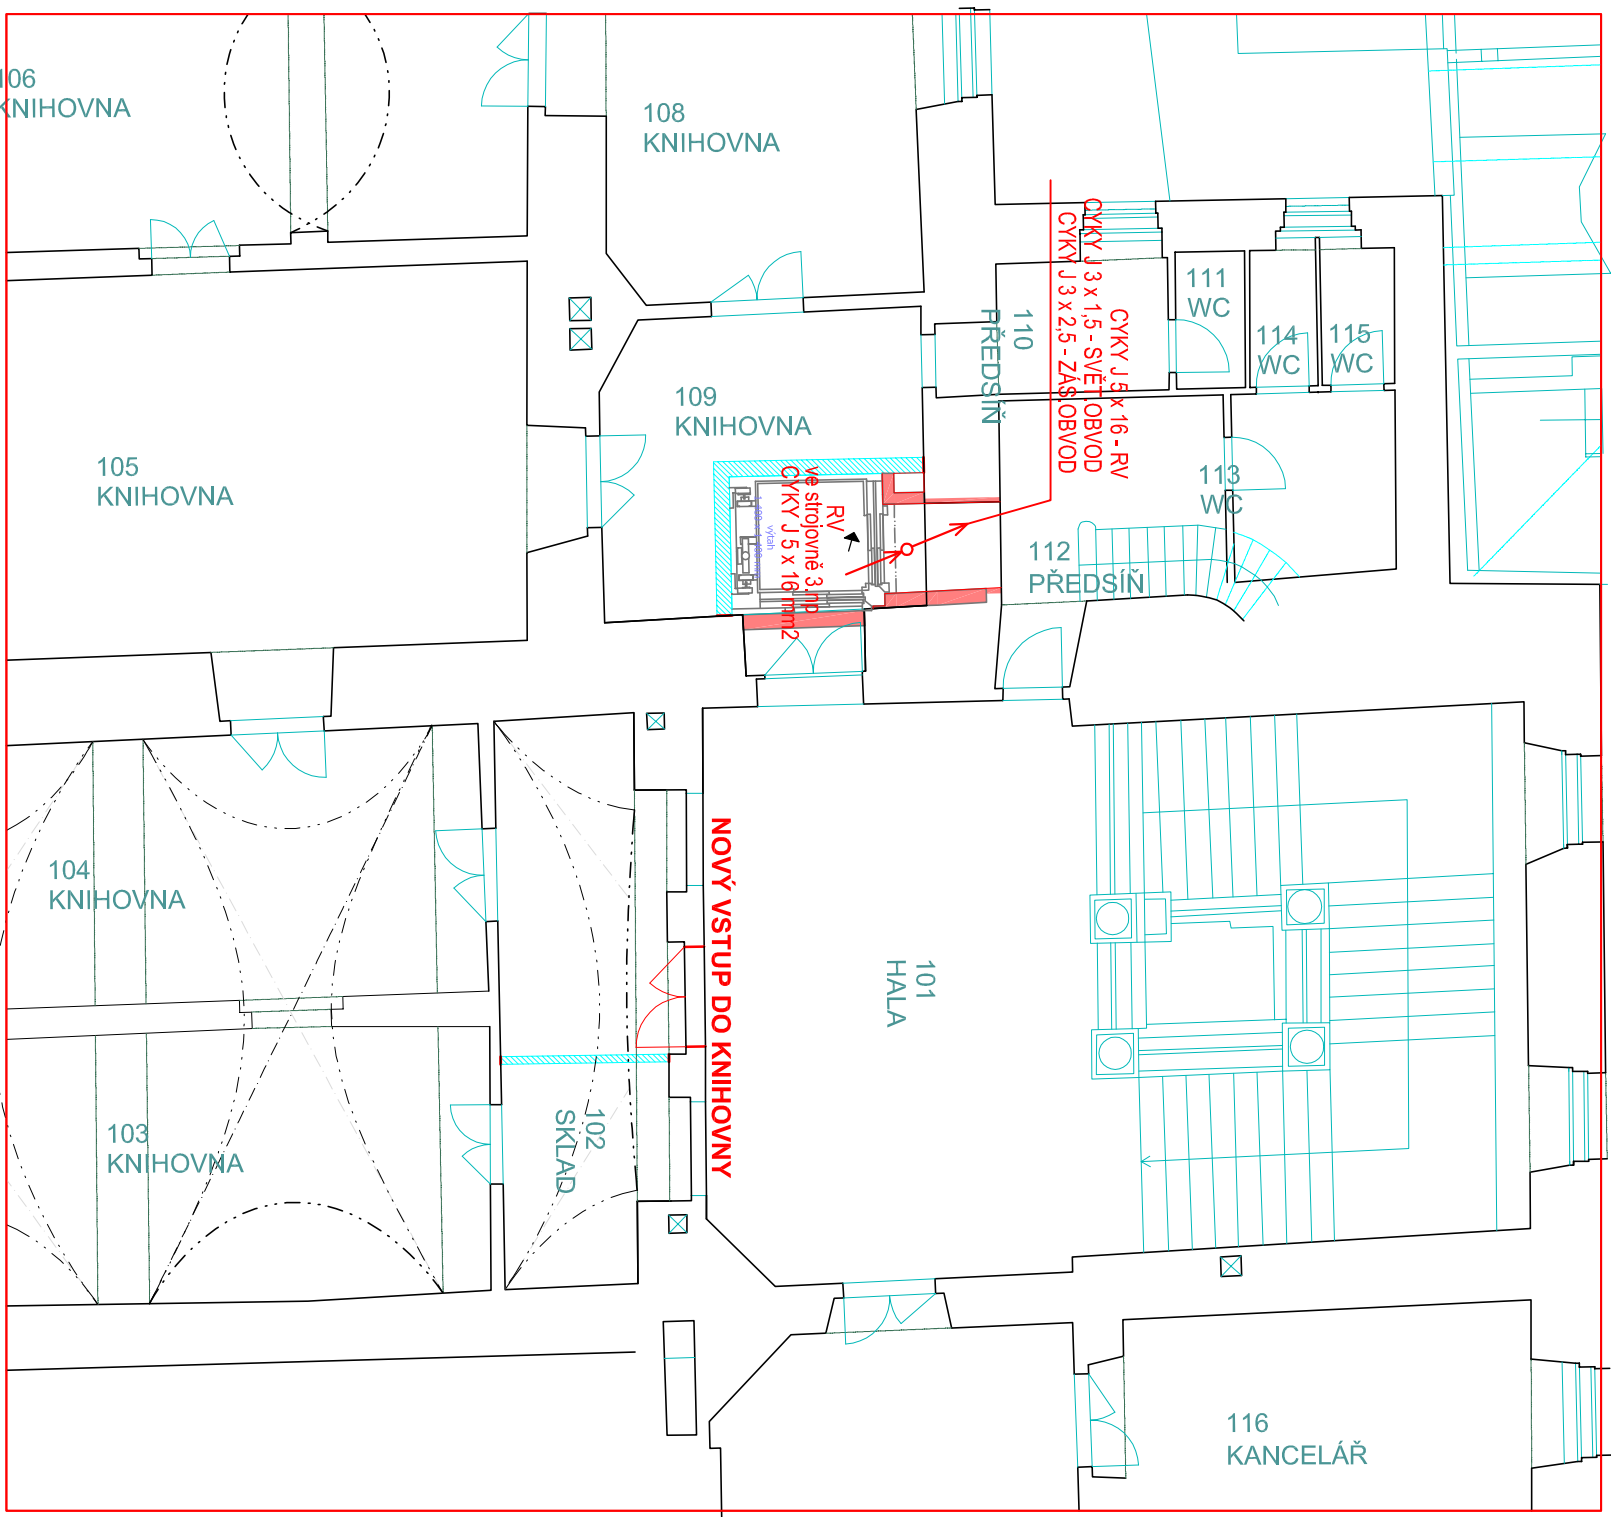 106
KNIHOVNA
108
KNIHOVNA
111
WC
114
WC
115
WC
110
PŘEDSÍŇ
CYKY J 5 x 16 - RV
CYKY J 3 x 1,5 - SVĚT.OBVOD
CYKY J 3 x 2,5 - ZÁS.OBVOD
109
KNIHOVNA
105
KNIHOVNA
113
WC
RV
ve strojovně 3.np
CYKY J 5 x 16 mm2
výtah
112
PŘEDSÍŇ
104
KNIHOVNA
NOVÝ VSTUP DO KNIHOVNY
101
HALA
103
KNIHOVNA
102
SKLAD
116
KANCELÁŘ